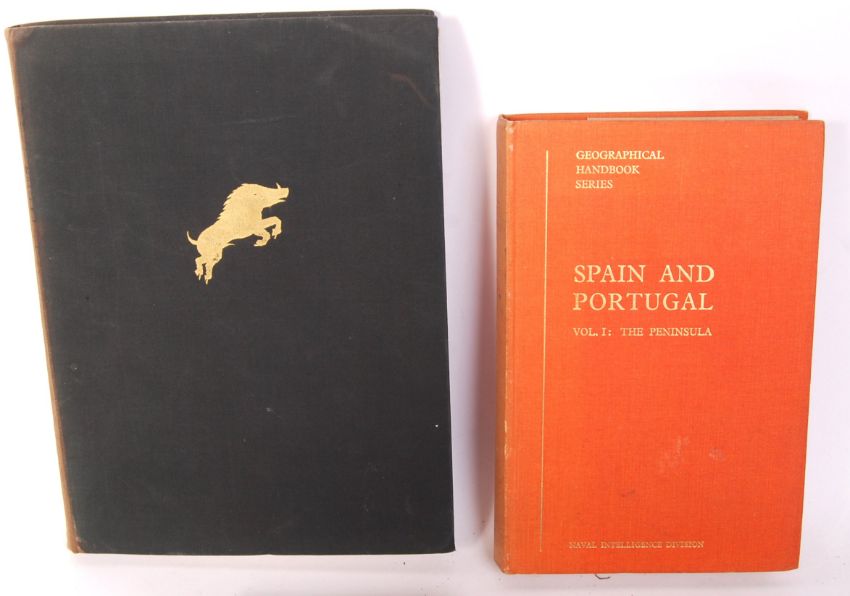 GEOGRAPHICAL
HANDBOOK
SERIES
SPAIN AND
PORTUGAL
VOL. I: THE PENINSULA
NAVAL INTELLIGENCE DIVISION